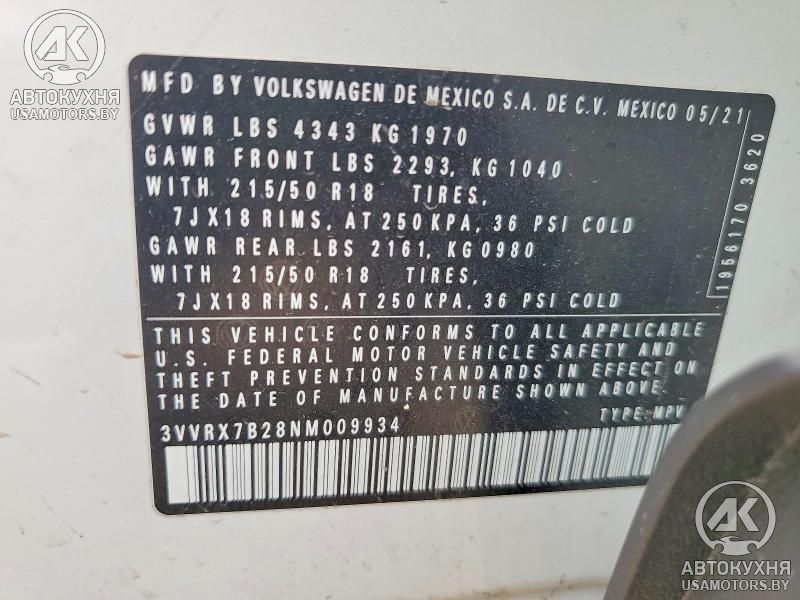 АК
АВТОКУХНЯ
USAMOTORS.BY
MFD BY VOLKSWAGEN DE MEXICO S.A. DE C.V. MEXICO 05/21
GVWR LBS 4343 KG 1970
GAWR FRONT LBS 2293, KG 1040
WITH 215/50 R18 TIRES,
7JX18 RIMS, AT 250 KPA, 36 PSI COLD
GAWR REAR LBS 2161, KG 0980
WITH 215/50 R18 TIRES,
7JX18 RIMS, AT 250 KPA, 36 PSI COLD
1956170 3620
THIS VEHICLE CONFORMS TO ALL APPLICABLE
U.S. FEDERAL MOTOR VEHICLE SAFETY AND
THEFT PREVENTION STANDARDS IN EFFECT ON
THE DATE OF MANUFACTURE SHOWN ABOVE.
TYPE: MPV
3VVRX7B28NM009934
АК
АВТОКУХНЯ
USAMOTORS.BY